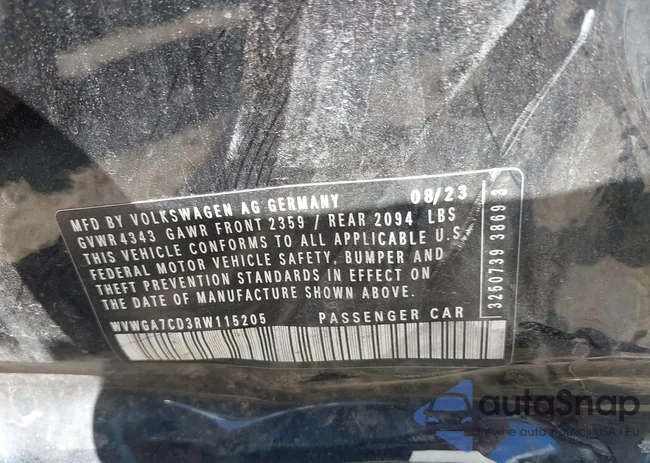 MFD BY VOLKSWAGEN AG GERMANY 08/23
GVWR 4343 GAWR FRONT 2359 / REAR 2094 LBS
THIS VEHICLE CONFORMS TO ALL APPLICABLE U.S.
FEDERAL MOTOR VEHICLE SAFETY, BUMPER AND
THEFT PREVENTION STANDARDS IN EFFECT ON
THE DATE OF MANUFACTURE SHOWN ABOVE.
WVWGA7CD3RW115205 PASSENGER CAR
3250739 3869 3
autoSnap